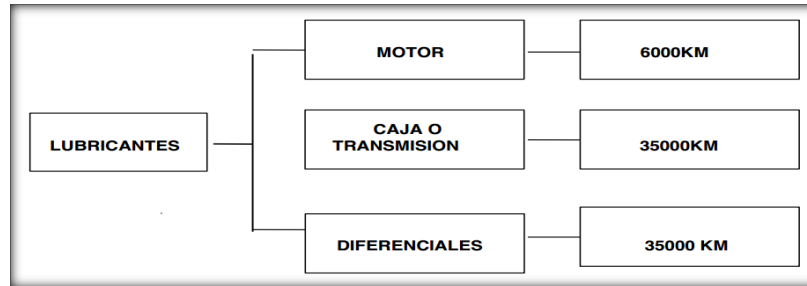 MOTOR
6000KM
LUBRICANTES
CAJA O
TRANSMISION
35000KM
DIFERENCIALES
35000 KM